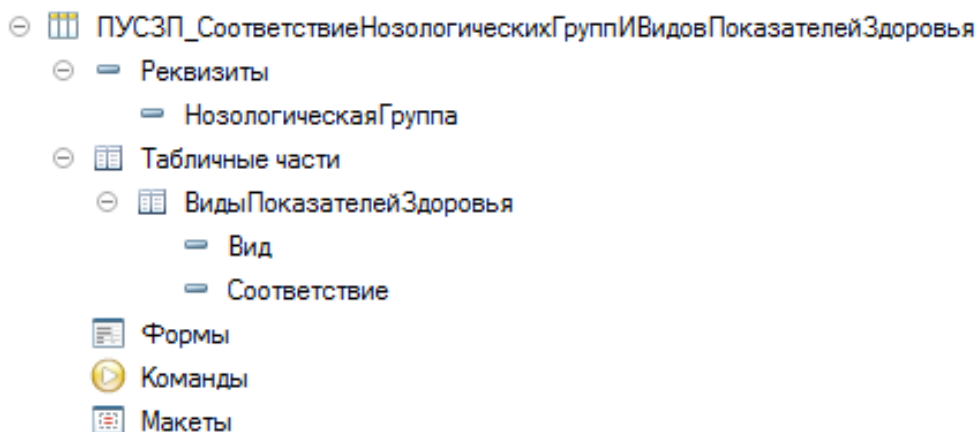 ПУСЗП_СоответствиеНозологическихГруппИВидовПоказателейЗдоровья
Реквизиты
НозологическаяГруппа
Табличные части
ВидыПоказателейЗдоровья
Вид
Соответствие
Формы
Команды
Макеты